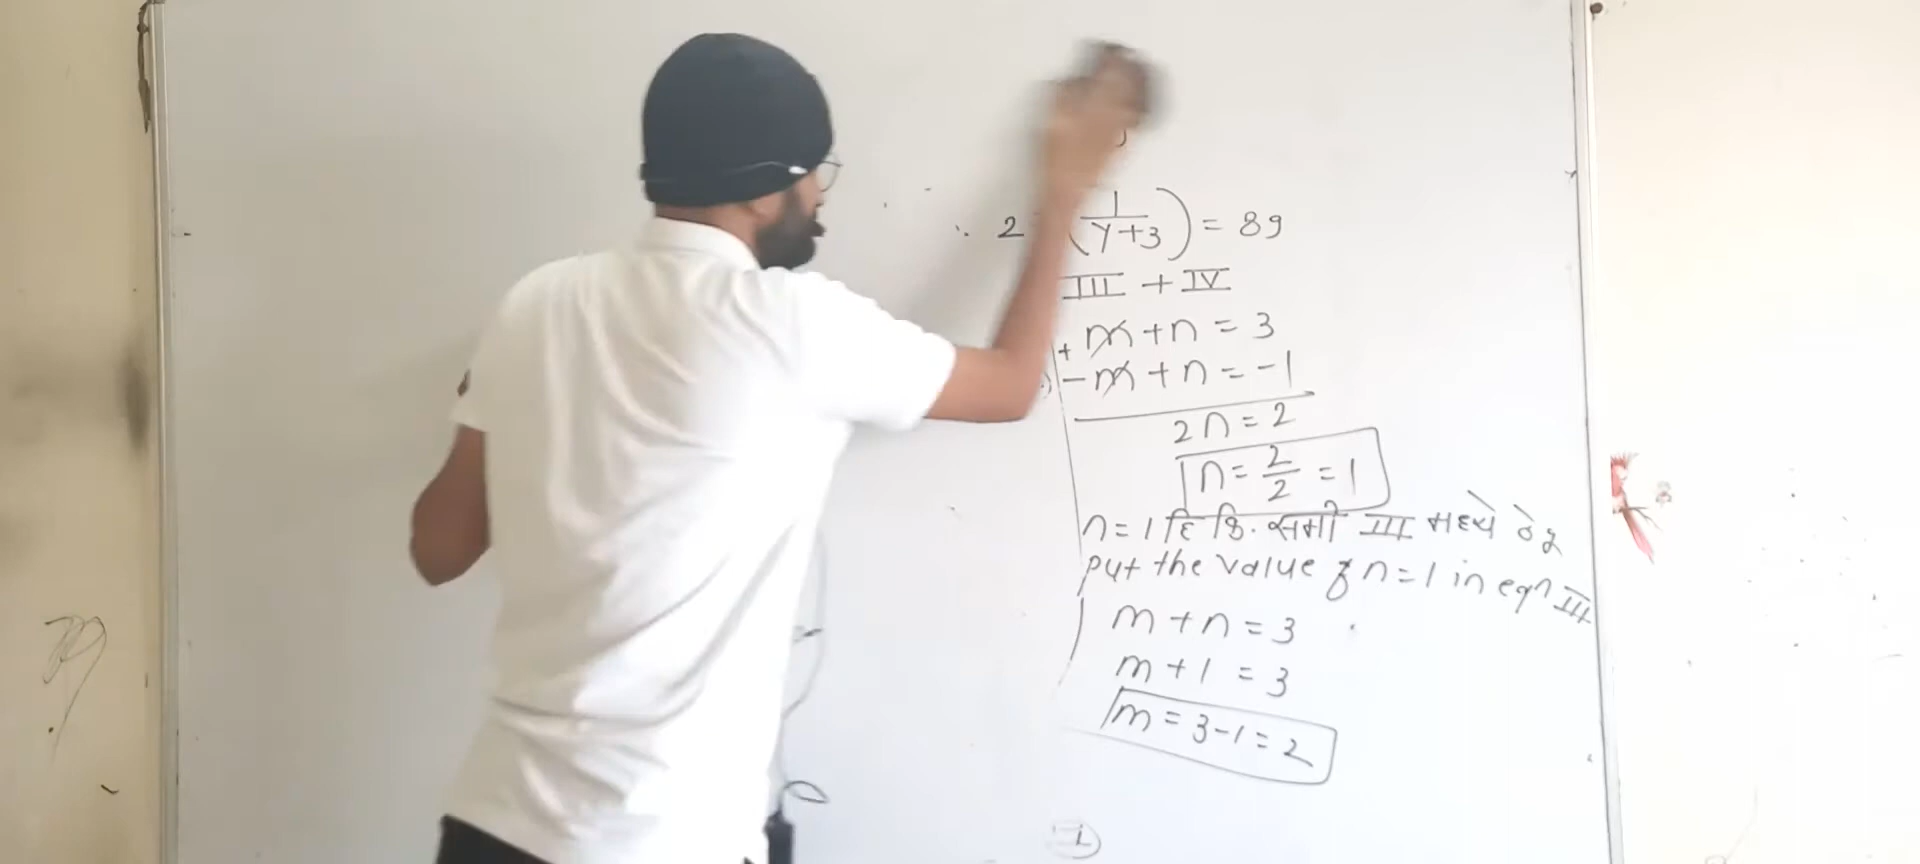 ∴ 2 (1/(y+3)) = 89
III + IV
+ m + n = 3
- m + n = -1
2n = 2
n = 2/2 = 1
n = 1 हि कि. III मध्ये
put the value of n = 1 in eqn III
m + n = 3
m + 1 = 3
m = 3 - 1 = 2